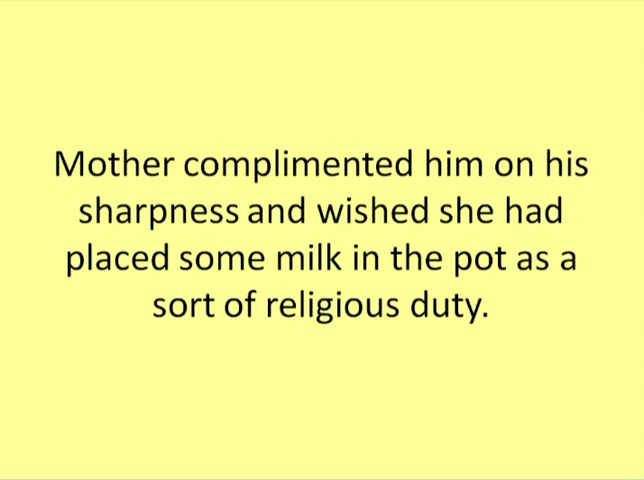 Mother complimented him on his
sharpness and wished she had
placed some milk in the pot as a
sort of religious duty.